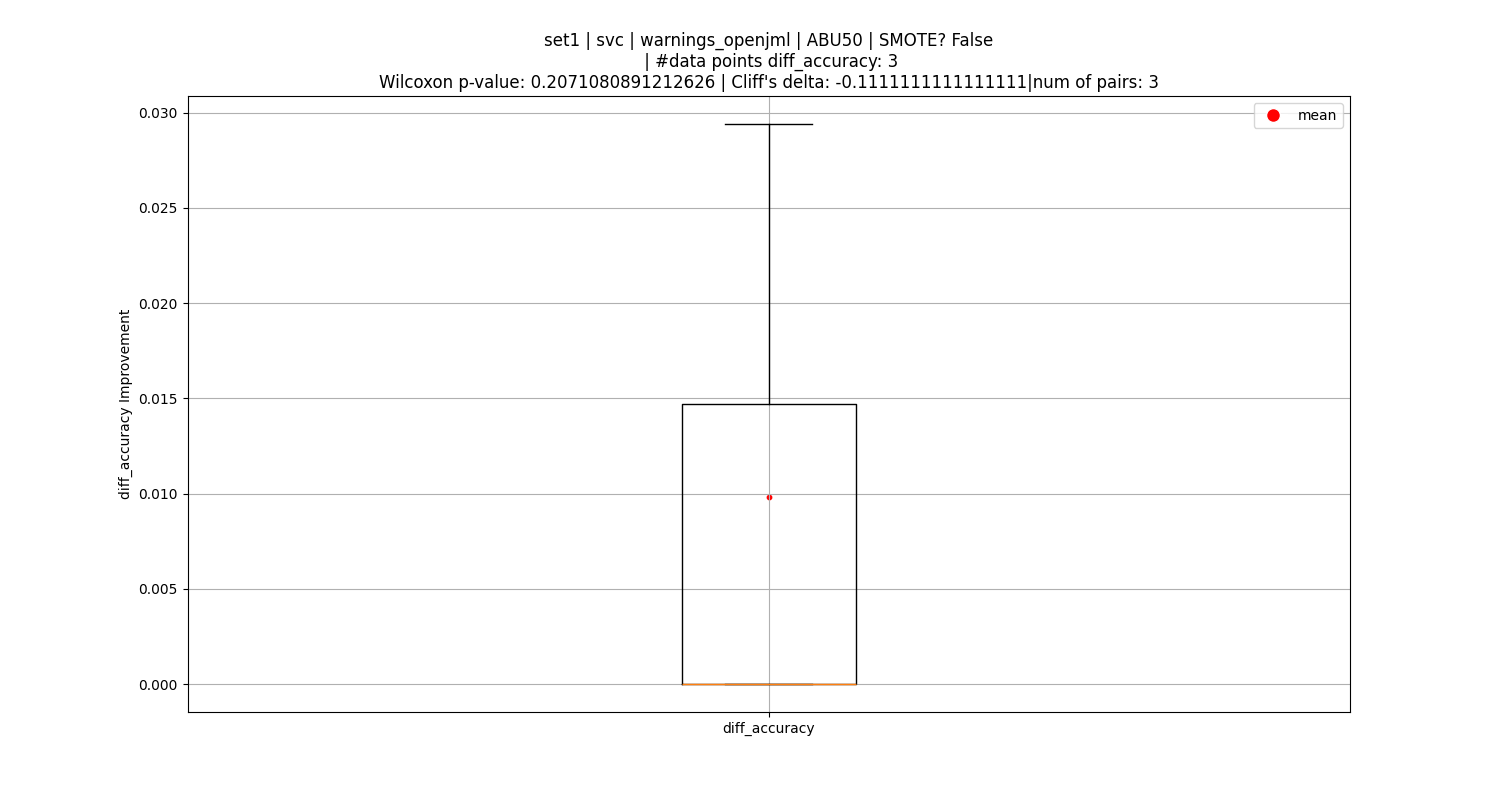 set1 | svc | warnings_openjml | ABU50 | SMOTE? False
| #data points diff_accuracy: 3
Wilcoxon p-value: 0.2071080891212626 | Cliff's delta: -0.1111111111111111|num of pairs: 3
mean
0.030
0.025
0.020
0.015
0.010
0.005
0.000
diff_accuracy Improvement
diff_accuracy